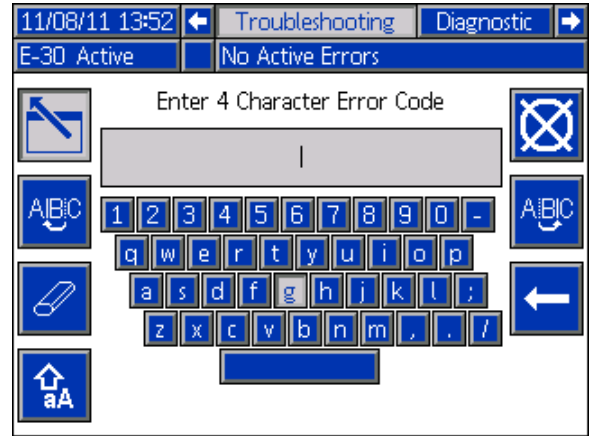 11/08/11 13:52 Troubleshooting Diagnostic
E-30 Active No Active Errors
Enter 4 Character Error Code
ABC 1 2 3 4 5 6 7 8 9 0 - ABC
q w e r t y u i o p
a s d f g h j k l ;
z x c v b n m , . /
aA